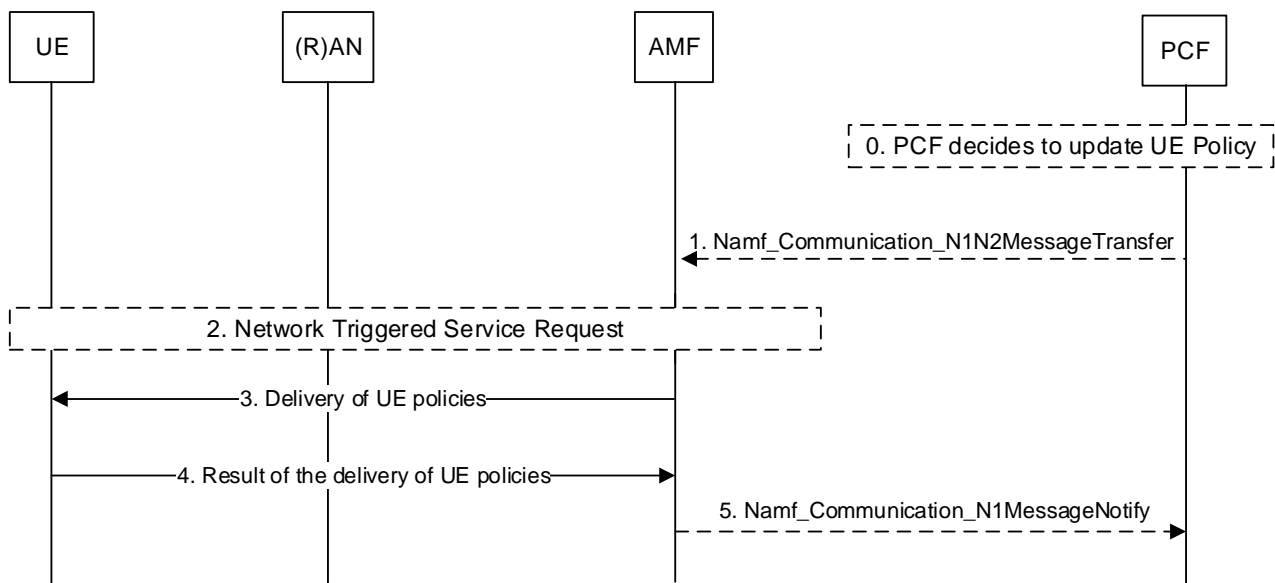 UE
(R)AN
AMF
PCF
0. PCF decides to update UE Policy
1. Namf_Communication_N1N2MessageTransfer
2. Network Triggered Service Request
3. Delivery of UE policies
4. Result of the delivery of UE policies
5. Namf_Communication_N1MessageNotify